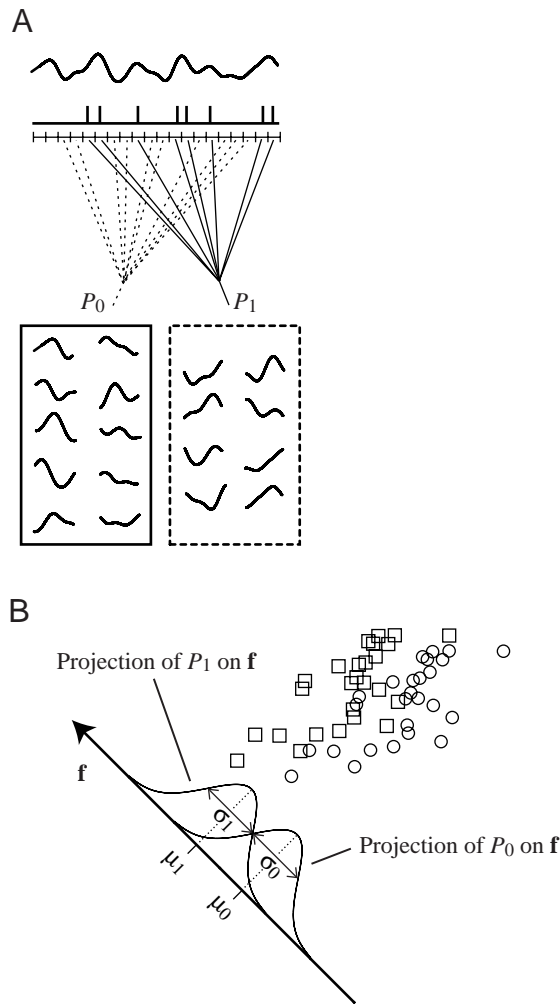 A
P0 P1
B
Projection of P1 on f
f
σ1
σ0
μ1
μ0
Projection of P0 on f